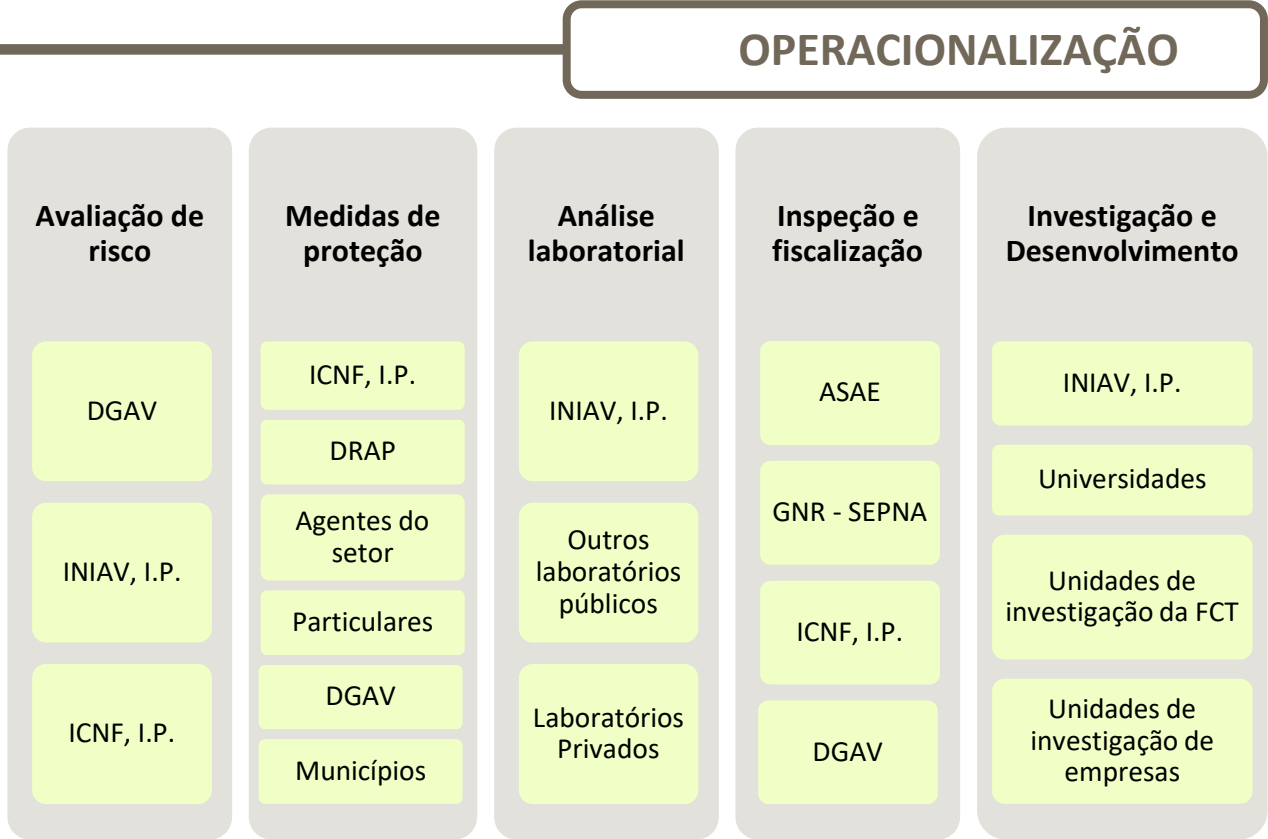 OPERACIONALIZAÇÃO
Avaliação de
risco
DGAV
INIAV, I.P.
ICNF, I.P.
Medidas de
proteção
ICNF, I.P.
DRAP
Agentes do
setor
Particulares
DGAV
Municípios
Análise
laboratorial
INIAV, I.P.
Outros
laboratórios
públicos
Laboratórios
Privados
Inspeção e
fiscalização
ASAE
GNR - SEPNA
ICNF, I.P.
DGAV
Investigação e
Desenvolvimento
INIAV, I.P.
Universidades
Unidades de
investigação da FCT
Unidades de
investigação de
empresas